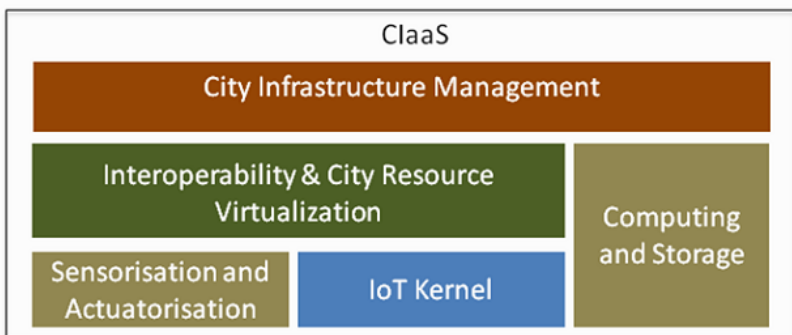 CIaaS
City Infrastructure Management
Interoperability & City Resource
Virtualization
Computing
and Storage
Sensorisation and
Actuatorisation
IoT Kernel